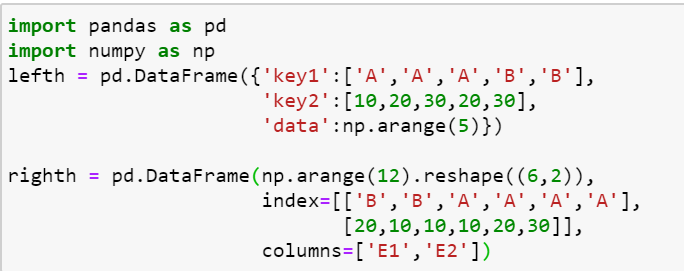 import pandas as pd
import numpy as np
lefth = pd.DataFrame({'key1':['A','A','A','B','B'],
                      'key2':[10,20,30,20,30],
                      'data':np.arange(5)})

righth = pd.DataFrame(np.arange(12).reshape((6,2)),
                      index=[['B','B','A','A','A','A'],
                             [20,10,10,10,20,30]],
                      columns=['E1','E2'])